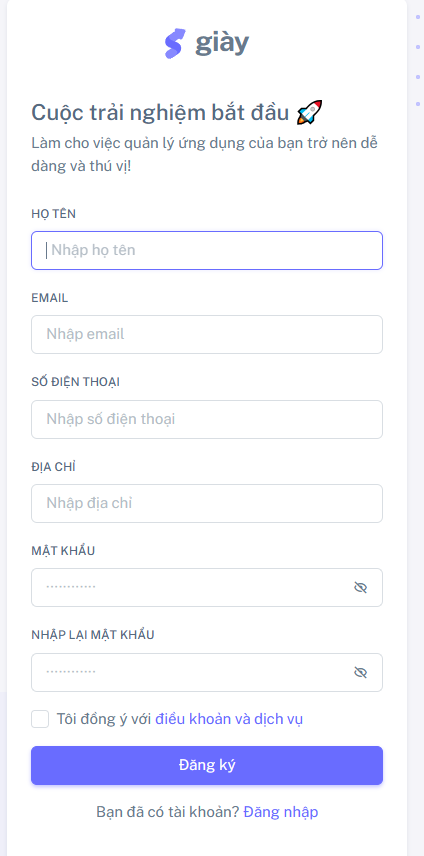 giày
Cuộc trải nghiệm bắt đầu 🚀
Làm cho việc quản lý ứng dụng của bạn trở nên dễ
dàng và thú vị!
HỌ TÊN
Nhập họ tên
EMAIL
Nhập email
SỐ ĐIỆN THOẠI
Nhập số điện thoại
ĐỊA CHỈ
Nhập địa chỉ
MẬT KHẨU
············
NHẬP LẠI MẬT KHẨU
············
Tôi đồng ý với điều khoản và dịch vụ
Đăng ký
Bạn đã có tài khoản? Đăng nhập